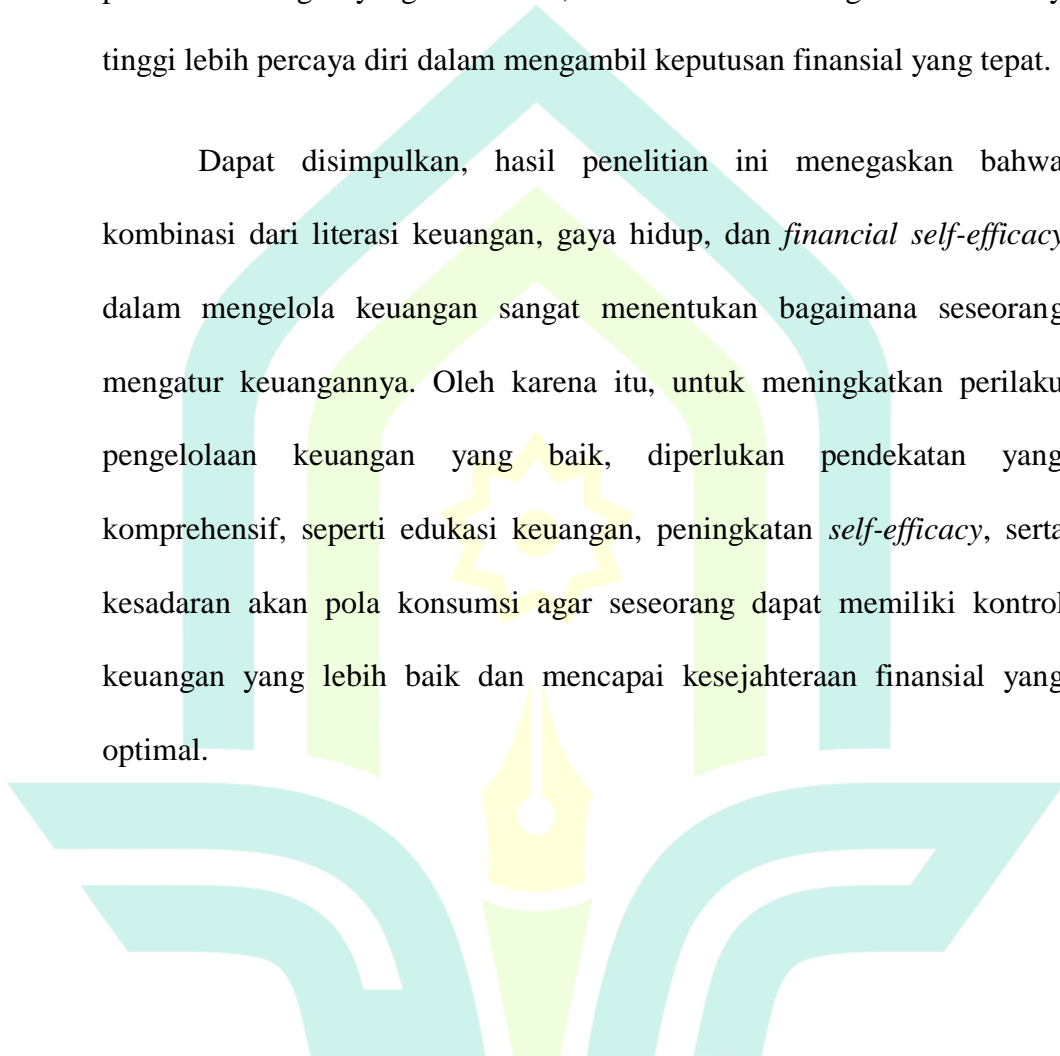 tinggi lebih percaya diri dalam mengambil keputusan finansial yang tepat.
Dapat disimpulkan, hasil penelitian ini menegaskan bahwa
kombinasi dari literasi keuangan, gaya hidup, dan financial self-efficacy
dalam mengelola keuangan sangat menentukan bagaimana seseorang
mengatur keuangannya. Oleh karena itu, untuk meningkatkan perilaku
pengelolaan keuangan yang baik, diperlukan pendekatan yang
komprehensif, seperti edukasi keuangan, peningkatan self-efficacy, serta
kesadaran akan pola konsumsi agar seseorang dapat memiliki kontrol
keuangan yang lebih baik dan mencapai kesejahteraan finansial yang
optimal.